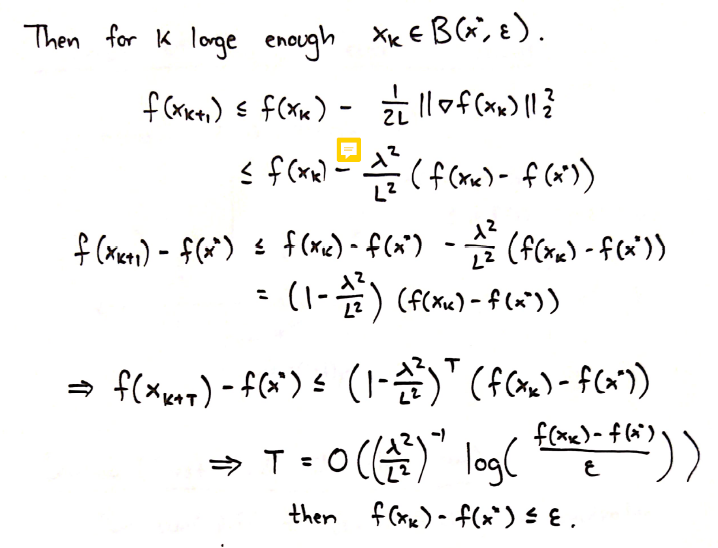 Then for k large enough x_k ∈ B(x*, ε).
f(x_{k+1}) ≤ f(x_k) - 1/2L ||∇f(x_k)||_2^2
≤ f(x_k) - λ²/L² (f(x_k) - f(x*))
f(x_{k+1}) - f(x*) ≤ f(x_k) - f(x*) - λ²/L² (f(x_k) - f(x*))
= (1 - λ²/L²) (f(x_k) - f(x*))
⇒ f(x_{k+T}) - f(x*) ≤ (1 - λ²/L²)^T (f(x_k) - f(x*))
⇒ T = O((λ²/L²)^{-1} log( f(x_k) - f(x*) / ε ))
then f(x_k) - f(x*) ≤ ε.